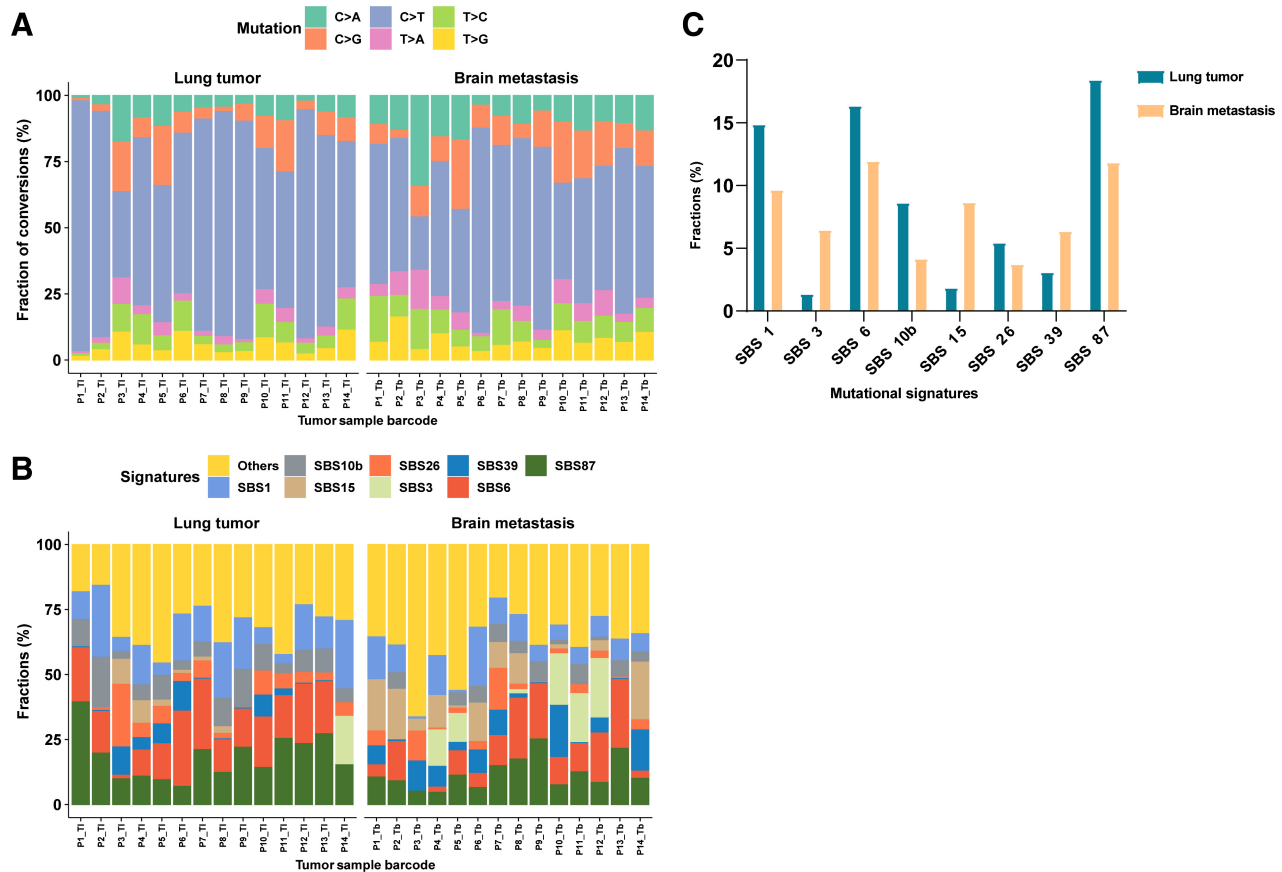 A
Mutation
C>A C>T T>C
C>G T>A T>G
Lung tumor Brain metastasis
Fraction of conversions (%)
100
75
50
25
0
P1_Tl P2_Tl P3_Tl P4_Tl P5_Tl P6_Tl P7_Tl P8_Tl P9_Tl P10_Tl P11_Tl P12_Tl P13_Tl P14_Tl P1_Tb P2_Tb P3_Tb P4_Tb P5_Tb P6_Tb P7_Tb P8_Tb P9_Tb P10_Tb P11_Tb P12_Tb P13_Tb P14_Tb
Tumor sample barcode
B
Signatures
Others SBS10b SBS26 SBS39 SBS87
SBS1 SBS15 SBS3 SBS6
Lung tumor Brain metastasis
Fractions (%)
100
75
50
25
0
P1_Tl P2_Tl P3_Tl P4_Tl P5_Tl P6_Tl P7_Tl P8_Tl P9_Tl P10_Tl P11_Tl P12_Tl P13_Tl P14_Tl P1_Tb P2_Tb P3_Tb P4_Tb P5_Tb P6_Tb P7_Tb P8_Tb P9_Tb P10_Tb P11_Tb P12_Tb P13_Tb P14_Tb
Tumor sample barcode
C
Lung tumor
Brain metastasis
Fractions (%)
20
15
10
5
0
SBS 1 SBS 3 SBS 6 SBS 10b SBS 15 SBS 26 SBS 39 SBS 87
Mutational signatures